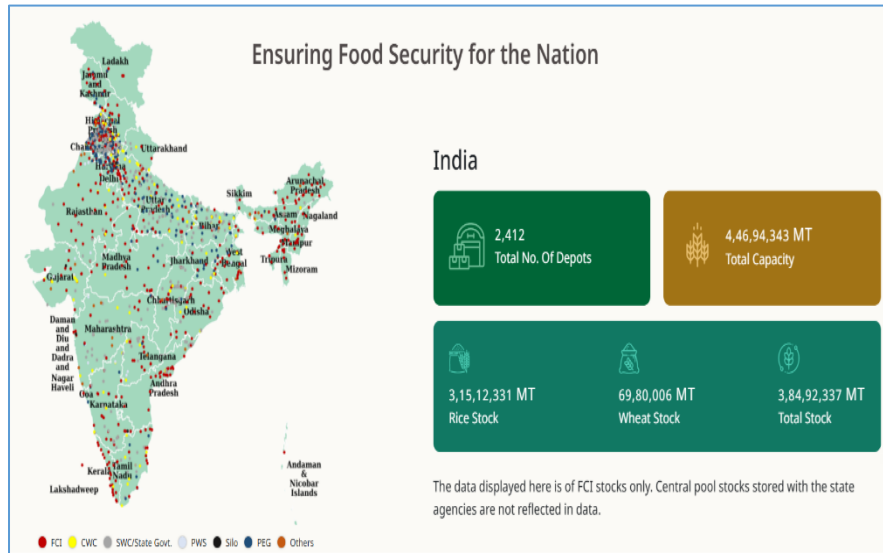 Ensuring Food Security for the Nation
Ladakh
Jammu
and
Kashmir
Himachal
Pradesh
Uttarakhand
Haryana
Delhi
Rajasthan
Uttar
Pradesh
Sikkim
Arunachal
Pradesh
Assam
Nagaland
Meghalaya
Manipur
Tripura
Mizoram
Bihar
West
Bengal
Jharkhand
Madhya
Pradesh
Gujarat
Chhattisgarh
Odisha
Daman
and
Diu
and
Dadra
and
Nagar
Haveli
Maharashtra
Telangana
Andhra
Pradesh
Goa
Karnataka
Kerala
Tamil
Nadu
Lakshadweep
Andaman
&
Nicobar
Islands
FCI CWC SWC/State Govt. PWS Silo PEG Others
India
2,412
Total No. Of Depots
4,46,94,343 MT
Total Capacity
3,15,12,331 MT
Rice Stock
69,80,006 MT
Wheat Stock
3,84,92,337 MT
Total Stock
The data displayed here is of FCI stocks only. Central pool stocks stored with the state
agencies are not reflected in data.